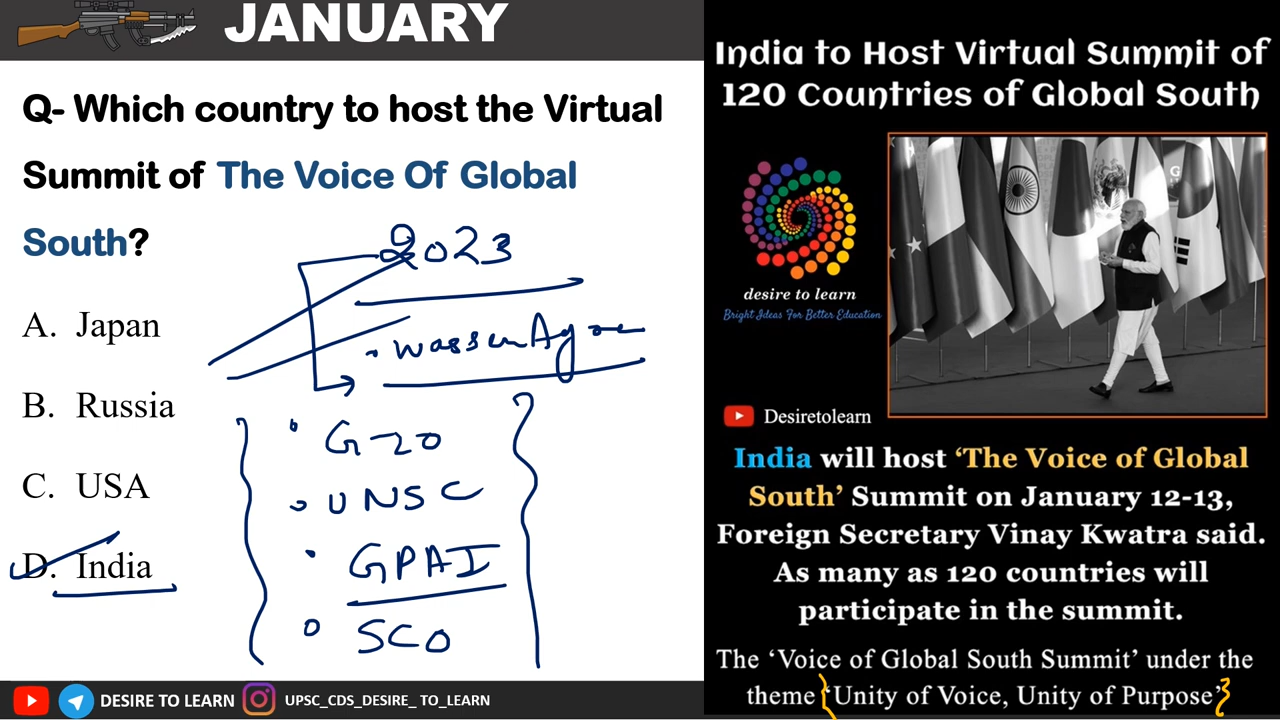 JANUARY
Q- Which country to host the Virtual
Summit of The Voice Of Global
South?
A. Japan
B. Russia
C. USA
D. India
2023
G-20
UNSC
GPAI
SCO
DESIRE TO LEARN
UPSC_CDS_DESIRE_ TO_LEARN
India to Host Virtual Summit of
120 Countries of Global South
desire to learn
Bright Ideas For Better Education
Desiretolearn
India will host ‘The Voice of Global
South’ Summit on January 12-13,
Foreign Secretary Vinay Kwatra said.
As many as 120 countries will
participate in the summit.
The ‘Voice of Global South Summit’ under the
theme ‘Unity of Voice, Unity of Purpose’